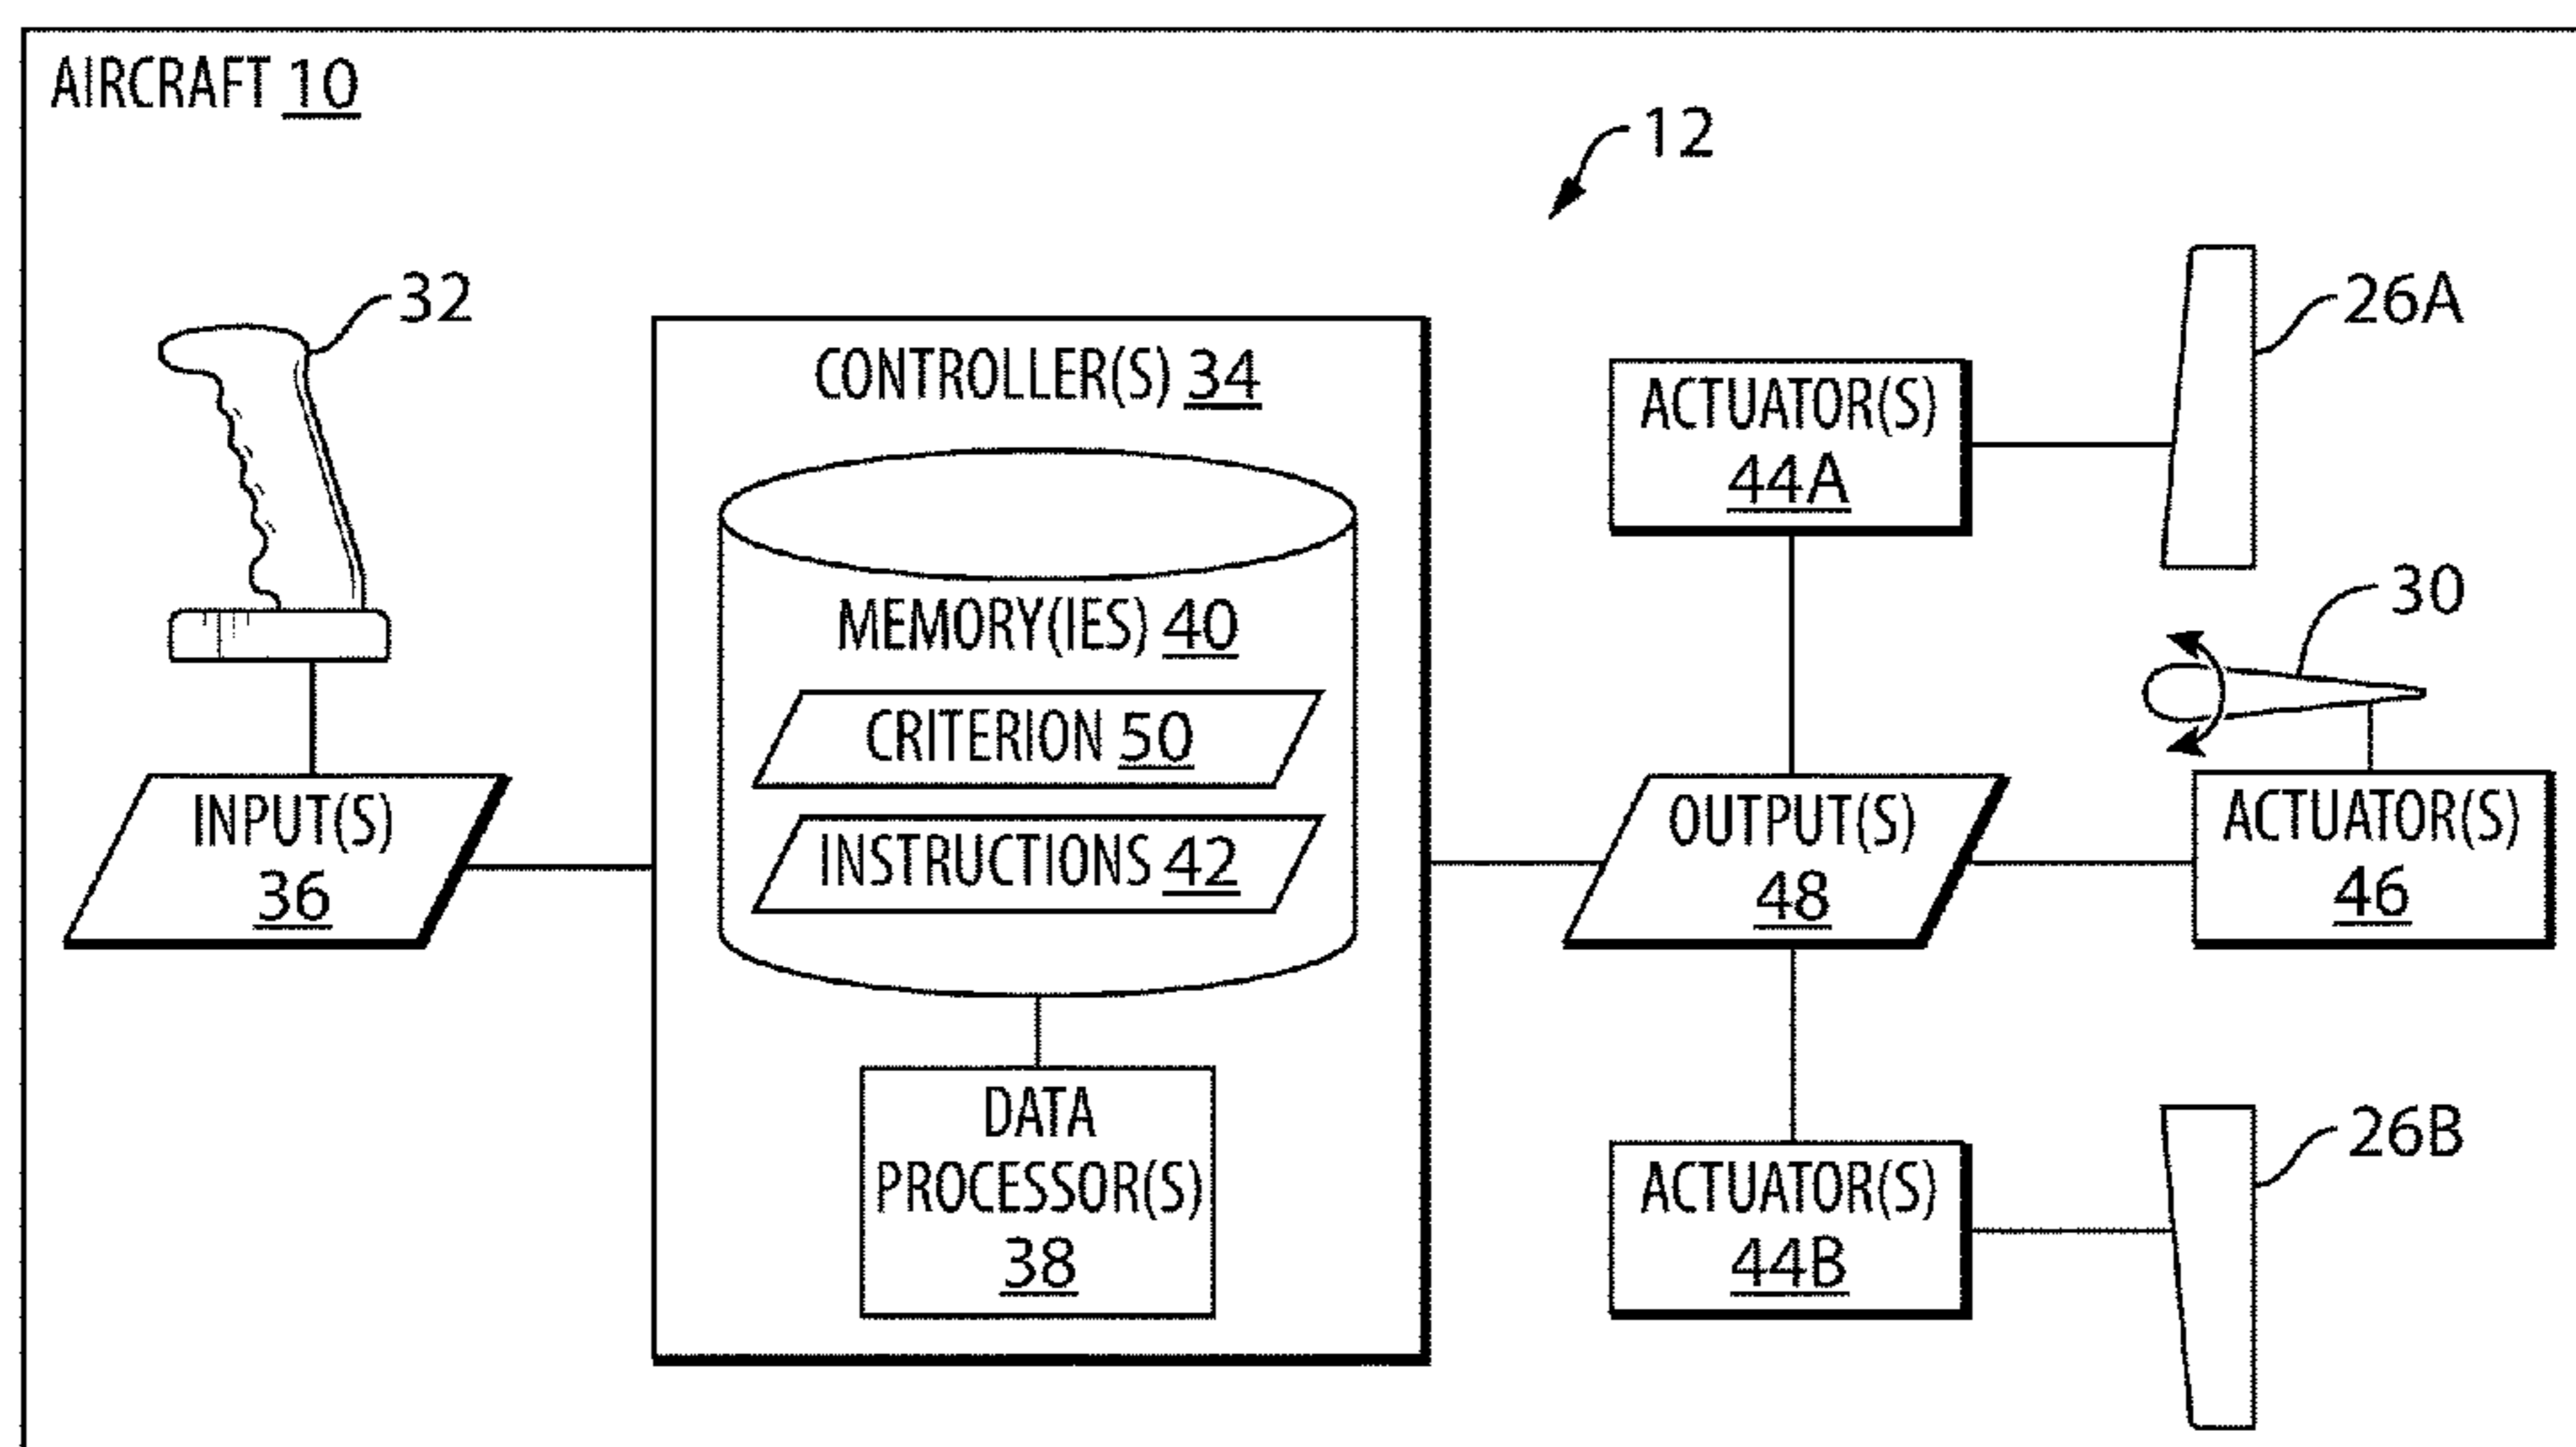 AIRCRAFT 10
12
32
26A
CONTROLLER(S) 34
ACTUATOR(S)
44A
30
MEMORY(IES) 40
CRITERION 50
INSTRUCTIONS 42
INPUT(S)
36
OUTPUT(S)
48
ACTUATOR(S)
46
DATA
PROCESSOR(S)
38
ACTUATOR(S)
44B
26B